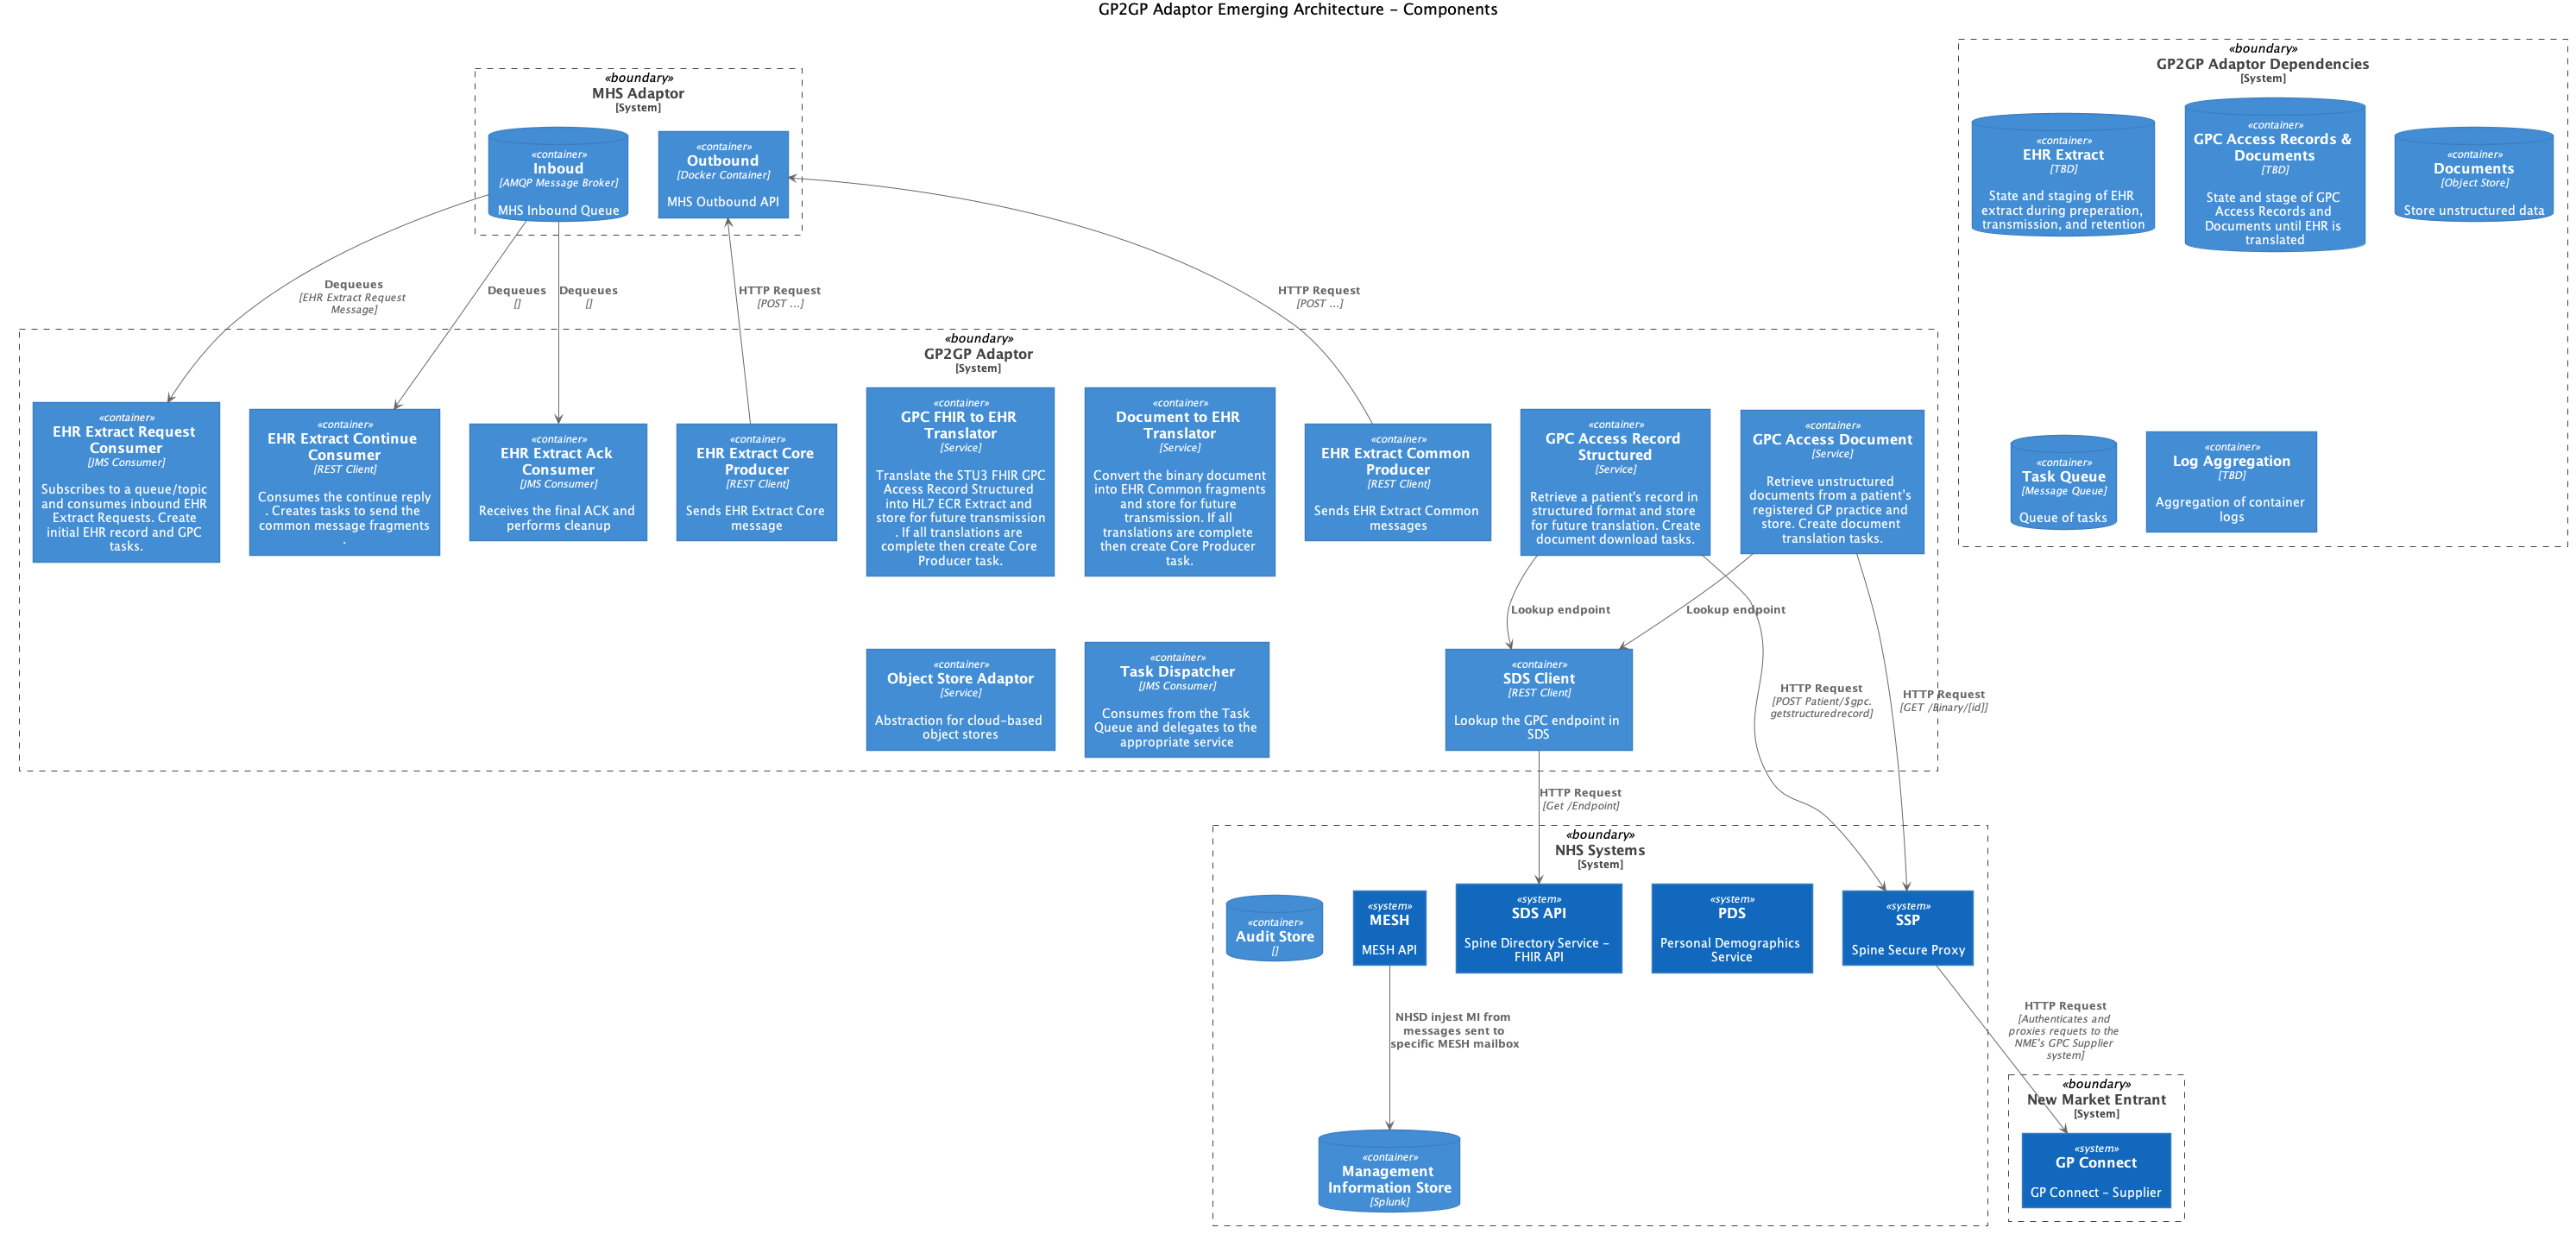 GP2GP Adaptor Emerging Architecture – Components
«boundary»
MHS Adaptor
[System]
«container»
Inboud
[AMQP Message Broker]
MHS Inbound Queue
«container»
Outbound
[Docker Container]
MHS Outbound API
«boundary»
GP2GP Adaptor Dependencies
[System]
«container»
EHR Extract
[TBD]
State and staging of EHR
extract during preperation,
transmission, and retention
«container»
GPC Access Records &
Documents
[TBD]
State and stage of GPC
Access Records and
Documents until EHR is
translated
«container»
Documents
[Object Store]
Store unstructured data
«container»
Task Queue
[Message Queue]
Queue of tasks
«container»
Log Aggregation
[TBD]
Aggregation of container
logs
Dequeues
[EHR Extract Request
Message]
Dequeues
[]
Dequeues
[]
HTTP Request
[POST ...]
HTTP Request
[POST ...]
«boundary»
GP2GP Adaptor
[System]
«container»
EHR Extract Request
Consumer
[JMS Consumer]
Subscribes to a queue/topic
and consumes inbound EHR
Extract Requests. Create
initial EHR record and GPC
tasks.
«container»
EHR Extract Continue
Consumer
[REST Client]
Consumes the continue reply
. Creates tasks to send the
common message fragments
.
«container»
EHR Extract Ack
Consumer
[JMS Consumer]
Receives the final ACK and
performs cleanup
«container»
EHR Extract Core
Producer
[REST Client]
Sends EHR Extract Core
message
«container»
GPC FHIR to EHR
Translator
[Service]
Translate the STU3 FHIR GPC
Access Record Structured
into HL7 ECR Extract and
store for future transmission
. If all translations are
complete then create Core
Producer task.
«container»
Document to EHR
Translator
[Service]
Convert the binary document
into EHR Common fragments
and store for future
transmission. If all
translations are complete
then create Core Producer
task.
«container»
EHR Extract Common
Producer
[REST Client]
Sends EHR Extract Common
messages
«container»
GPC Access Record
Structured
[Service]
Retrieve a patient's record in
structured format and store
for future translation. Create
document download tasks.
«container»
GPC Access Document
[Service]
Retrieve unstructured
documents from a patient's
registered GP practice and
store. Create document
translation tasks.
Lookup endpoint
Lookup endpoint
«container»
Object Store Adaptor
[Service]
Abstraction for cloud-based
object stores
«container»
Task Dispatcher
[JMS Consumer]
Consumes from the Task
Queue and delegates to the
appropriate service
«container»
SDS Client
[REST Client]
Lookup the GPC endpoint in
SDS
HTTP Request
[POST Patient/$gpc.
getstructuredrecord]
HTTP Request
[GET /Binary/[id]]
HTTP Request
[Get /Endpoint]
«boundary»
NHS Systems
[System]
«container»
Audit Store
[]
«system»
MESH
MESH API
«system»
SDS API
Spine Directory Service –
FHIR API
«system»
PDS
Personal Demographics
Service
«system»
SSP
Spine Secure Proxy
NHSD injest MI from
messages sent to
specific MESH mailbox
HTTP Request
[Authenticates and
proxies requets to the
NME's GPC Supplier
system]
«container»
Management
Information Store
[Splunk]
«boundary»
New Market Entrant
[System]
«system»
GP Connect
GP Connect – Supplier